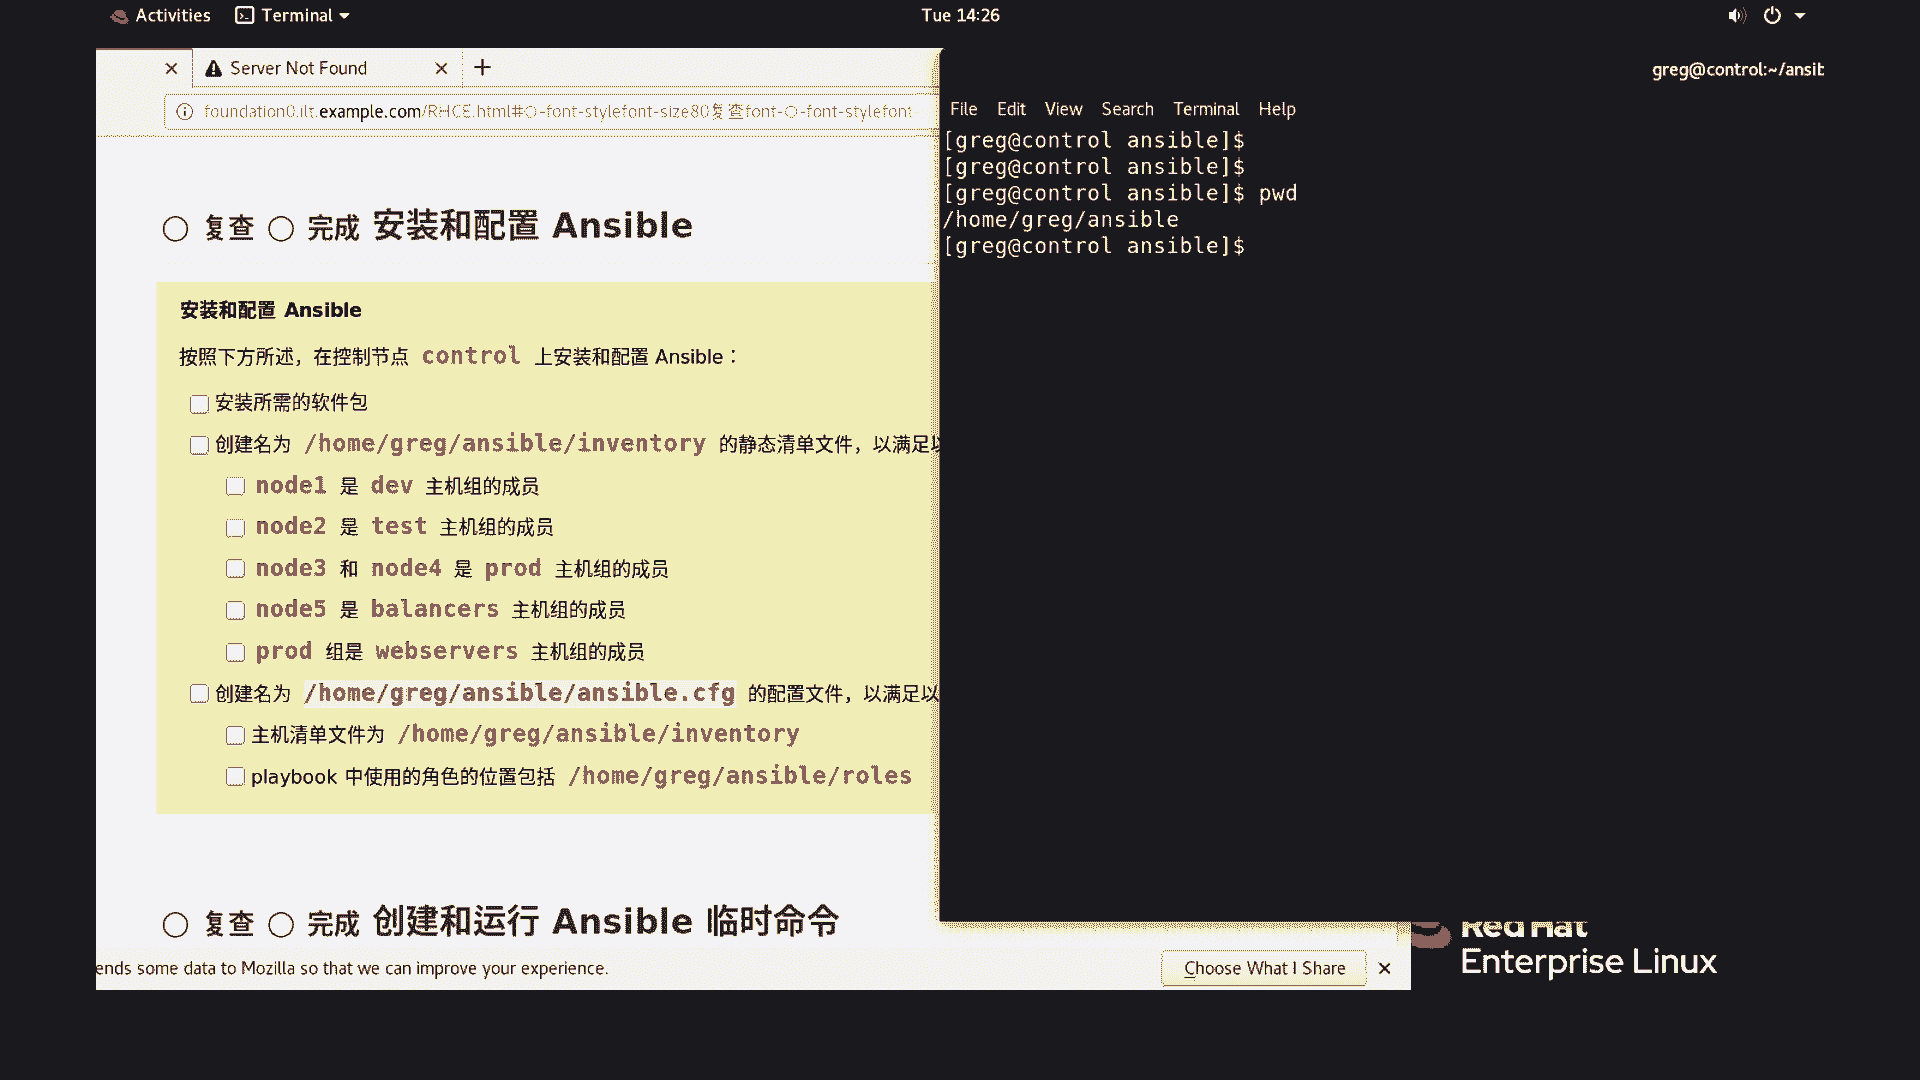 Activities Terminal Tue 14:26
Server Not Found
foundation0.ilt.example.com/RHCE.html#○-font-stylefont-size80复查font-○-font-stylefont-
○ 复查 ○ 完成 安装和配置 Ansible
安装和配置 Ansible
按照下方所述，在控制节点 control 上安装和配置 Ansible：
安装所需的软件包
创建名为 /home/greg/ansible/inventory 的静态清单文件，以满足以
node1 是 dev 主机组的成员
node2 是 test 主机组的成员
node3 和 node4 是 prod 主机组的成员
node5 是 balancers 主机组的成员
prod 组是 webservers 主机组的成员
创建名为 /home/greg/ansible/ansible.cfg 的配置文件，以满足以
主机清单文件为 /home/greg/ansible/inventory
playbook 中使用的角色的位置包括 /home/greg/ansible/roles
○ 复查 ○ 完成 创建和运行 Ansible 临时命令
ends some data to Mozilla so that we can improve your experience.
Choose What I Share
greg@control:~/ansib
File Edit View Search Terminal Help
[greg@control ansible]$
[greg@control ansible]$
[greg@control ansible]$ pwd
/home/greg/ansible
[greg@control ansible]$
Red Hat
Enterprise Linux